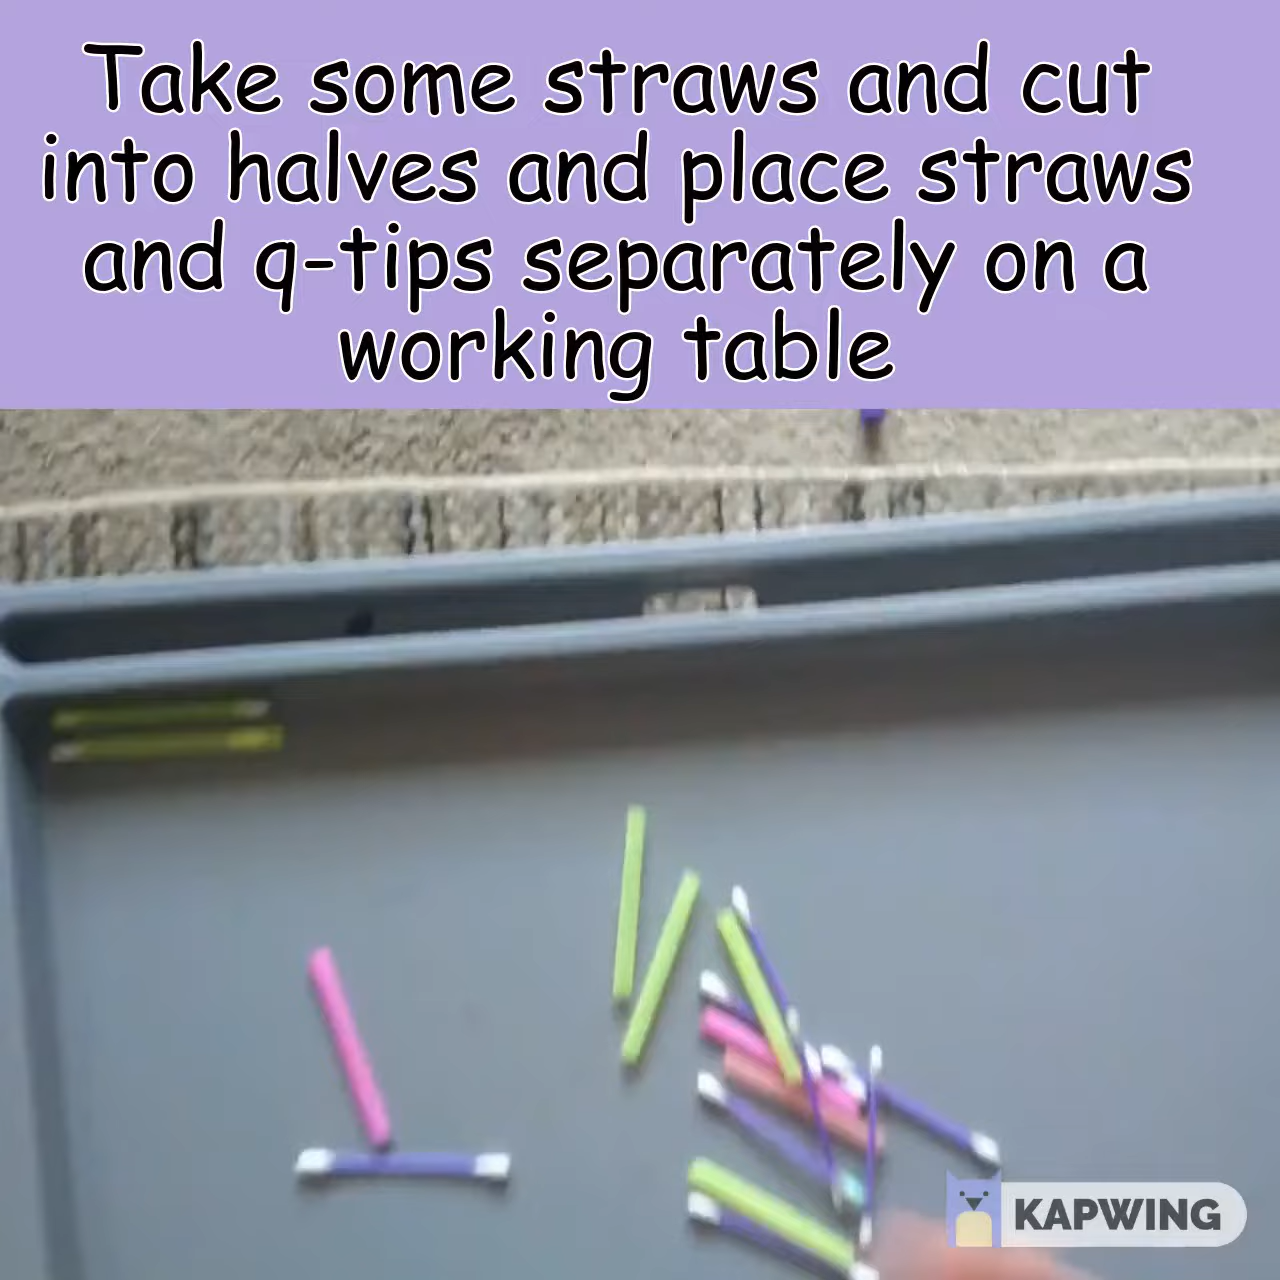 Take some straws and cut
into halves and place straws
and q-tips separately on a
working table
KAPWING